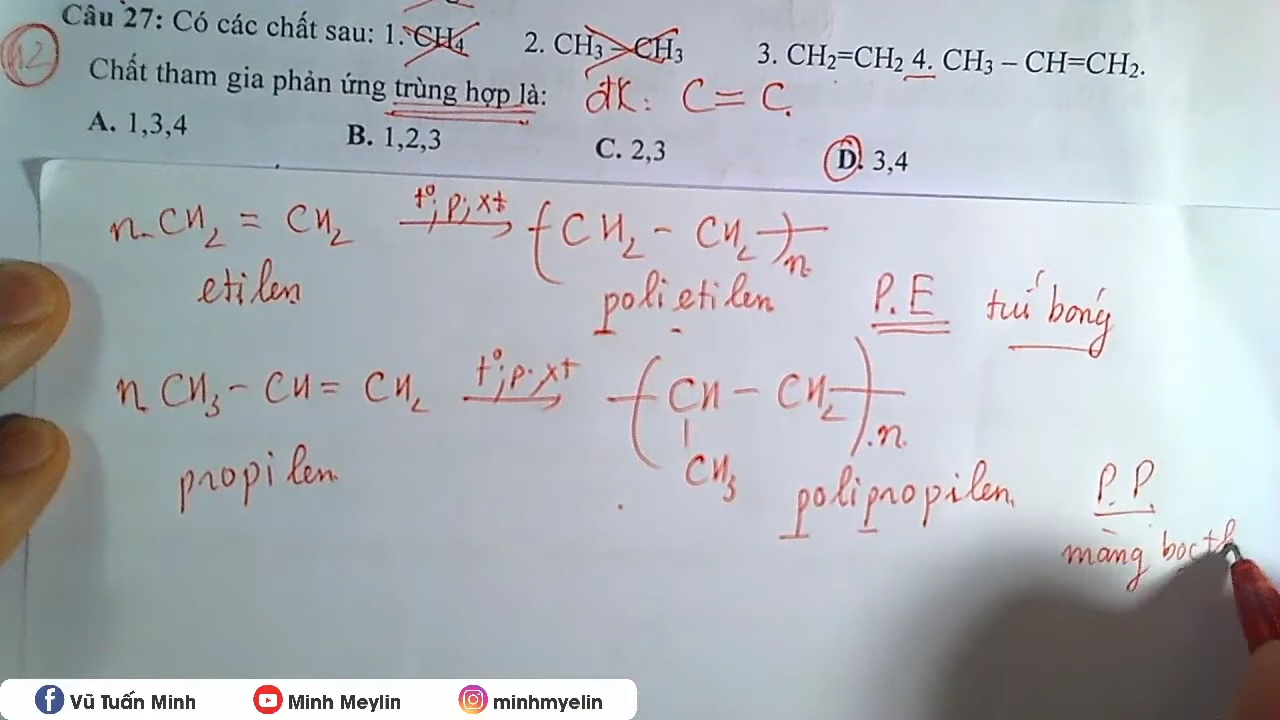 Câu 27: Có các chất sau: 1. CH₄ 2. CH₃ – CH₃ 3. CH₂=CH₂ 4. CH₃ – CH=CH₂.
12
Chất tham gia phản ứng trùng hợp là: đk: C = C
A. 1,3,4 B. 1,2,3 C. 2,3 D. 3,4
n CH₂ = CH₂ t°, p, xt ( CH₂ – CH₂ )n
etilen polietilen P.E túi bóng
n CH₃ – CH = CH₂ t°, p, xt ( CH – CH₂ )n
CH₃
propilen polipropilen P.P.
màng bọc
Vũ Tuấn Minh Minh Meylin minhmyelin